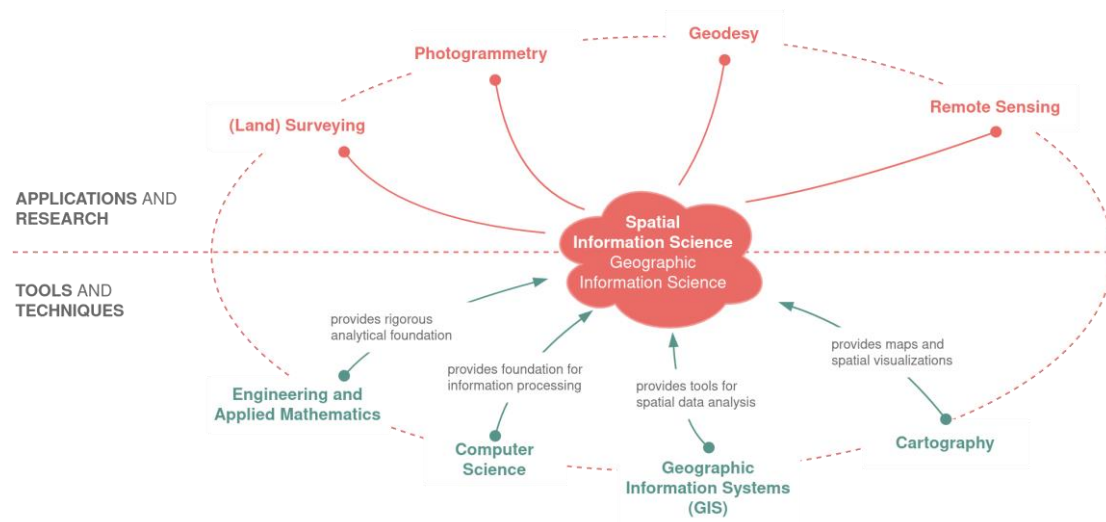 Geodesy
Photogrammetry
Remote Sensing
(Land) Surveying
APPLICATIONS AND
RESEARCH
Spatial
Information Science
Geographic
Information Science
TOOLS AND
TECHNIQUES
provides rigorous
analytical foundation
provides foundation for
information processing
provides tools for
spatial data analysis
provides maps and
spatial visualizations
Engineering and
Applied Mathematics
Computer
Science
Geographic
Information Systems
(GIS)
Cartography